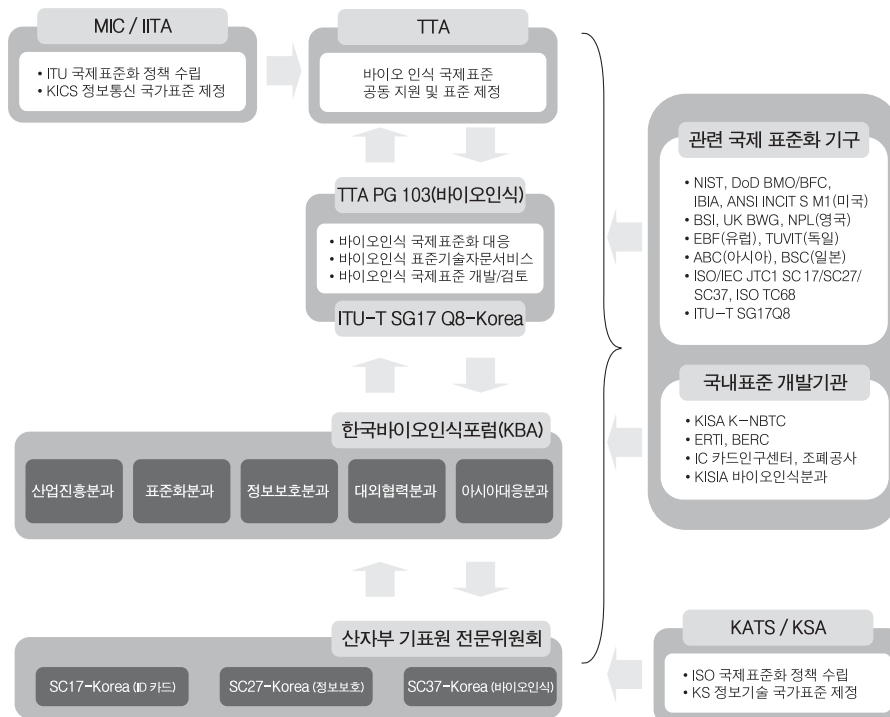 MIC / IITA
• ITU 국제표준화 정책 수립
• KICS 정보통신 국가표준 제정
TTA
바이오 인식 국제표준
공동 지원 및 표준 제정
TTA PG 103(바이오인식)
• 바이오인식 국제표준화 대응
• 바이오인식 표준기술자문서비스
• 바이오인식 국제표준 개발/검토
ITU-T SG17 Q8-Korea
한국바이오인식포럼(KBA)
산업진흥분과
표준화분과
정보보호분과
대외협력분과
아시아대응분과
산자부 기표원 전문위원회
SC17-Korea (ID 카드)
SC27-Korea (정보보호)
SC37-Korea (바이오인식)
관련 국제 표준화 기구
• NIST, DoD BMO/BFC,
IBIA, ANSI INCIT S M1(미국)
• BSI, UK BWG, NPL(영국)
• EBF(유럽), TUVIT(독일)
• ABC(아시아), BSC(일본)
• ISO/IEC JTC1 SC 17/SC27/
SC37, ISO TC68
• ITU-T SG17Q8
국내표준 개발기관
• KISA K-NBTC
• ERTI, BERC
• IC 카드인구센터, 조폐공사
• KISIA 바이오인식분과
KATS / KSA
• ISO 국제표준화 정책 수립
• KS 정보기술 국가표준 제정